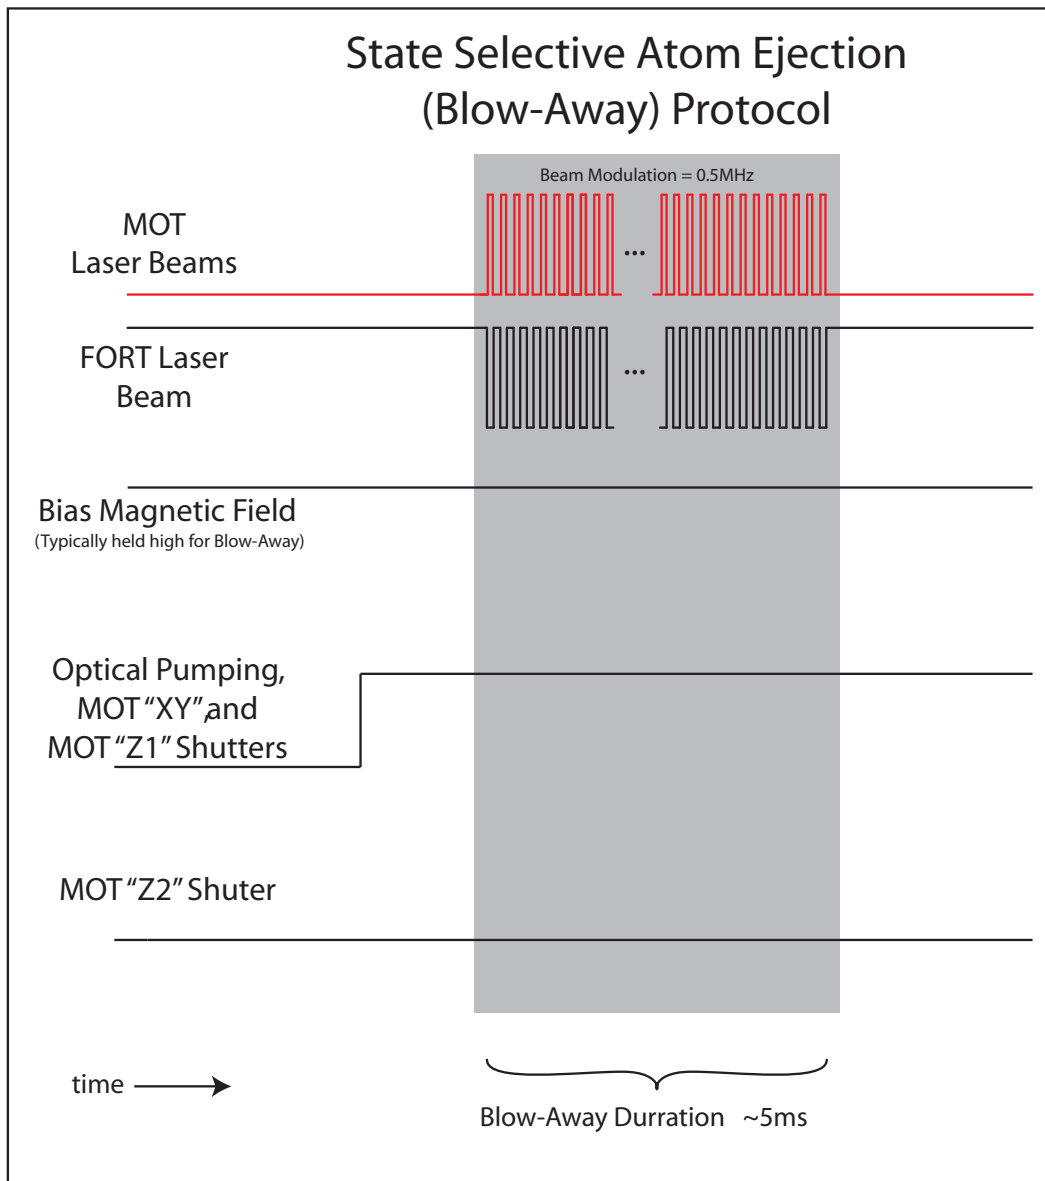 State Selective Atom Ejection
(Blow-Away) Protocol
Beam Modulation = 0.5MHz
MOT
Laser Beams
...
FORT Laser
Beam
...
Bias Magnetic Field
(Typically held high for Blow-Away)
Optical Pumping,
MOT “XY”,and
MOT “Z1” Shutters
MOT “Z2” Shuter
time
Blow-Away Durration ~5ms